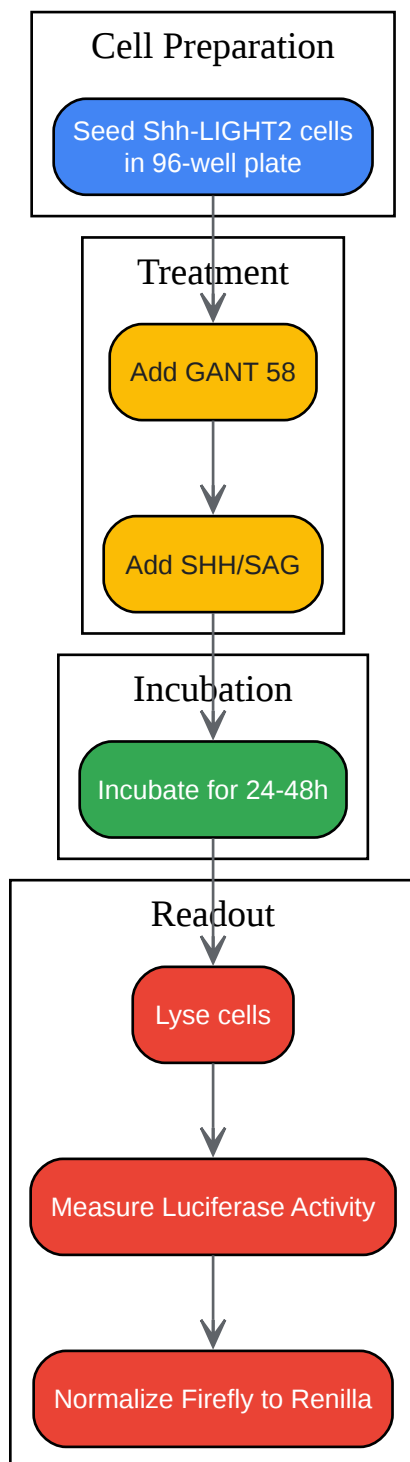 Cell Preparation
Seed Shh-LIGHT2 cells
in 96-well plate
Treatment
Add GANT 58
Add SHH/SAG
Incubation
Incubate for 24-48h
Readout
Lyse cells
Measure Luciferase Activity
Normalize Firefly to Renilla